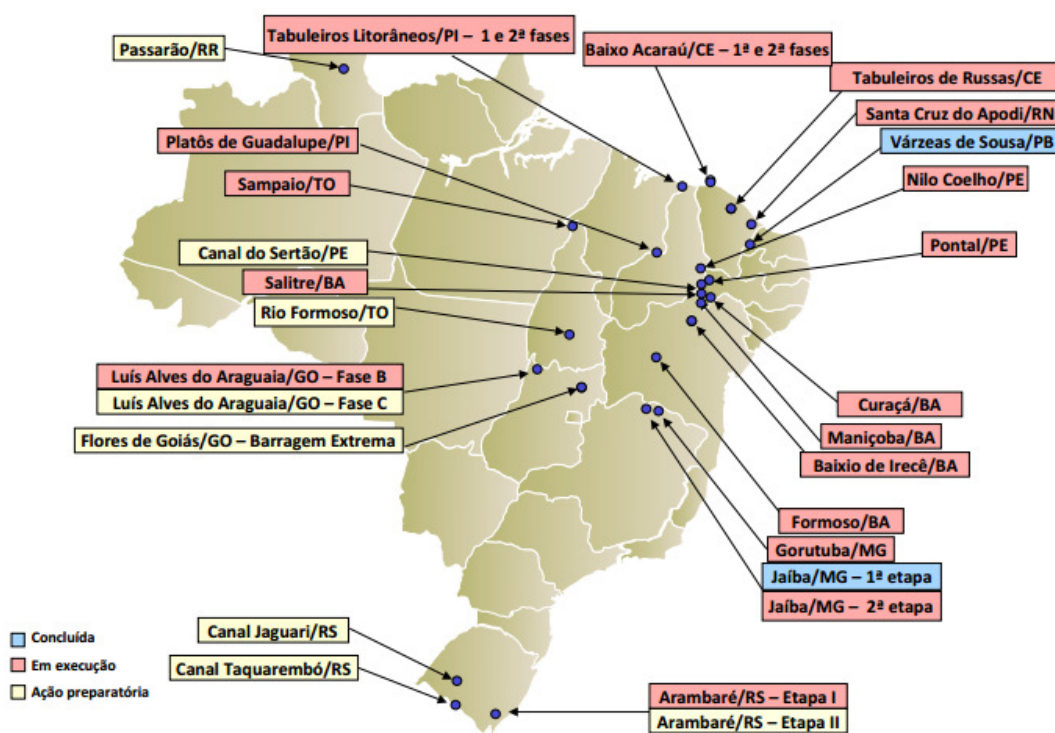 Tabuleiros Litorâneos/PI – 1 e 2ª fases
Baixo Acaraú/CE – 1ª e 2ª fases
Passarão/RR
Tabuleiros de Russas/CE
Santa Cruz do Apodi/RN
Platôs de Guadalupe/PI
Várzeas de Sousa/PB
Sampaio/TO
Nilo Coelho/PE
Canal do Sertão/PE
Pontal/PE
Salitre/BA
Rio Formoso/TO
Luís Alves do Araguaia/GO – Fase B
Luís Alves do Araguaia/GO – Fase C
Curaçá/BA
Flores de Goiás/GO – Barragem Extrema
Maniçoba/BA
Baixio de Irecê/BA
Formoso/BA
Gorutuba/MG
Jaíba/MG – 1ª etapa
Jaíba/MG – 2ª etapa
Concluída
Em execução
Ação preparatória
Canal Jaguari/RS
Canal Taquarembó/RS
Arambaré/RS – Etapa I
Arambaré/RS – Etapa II